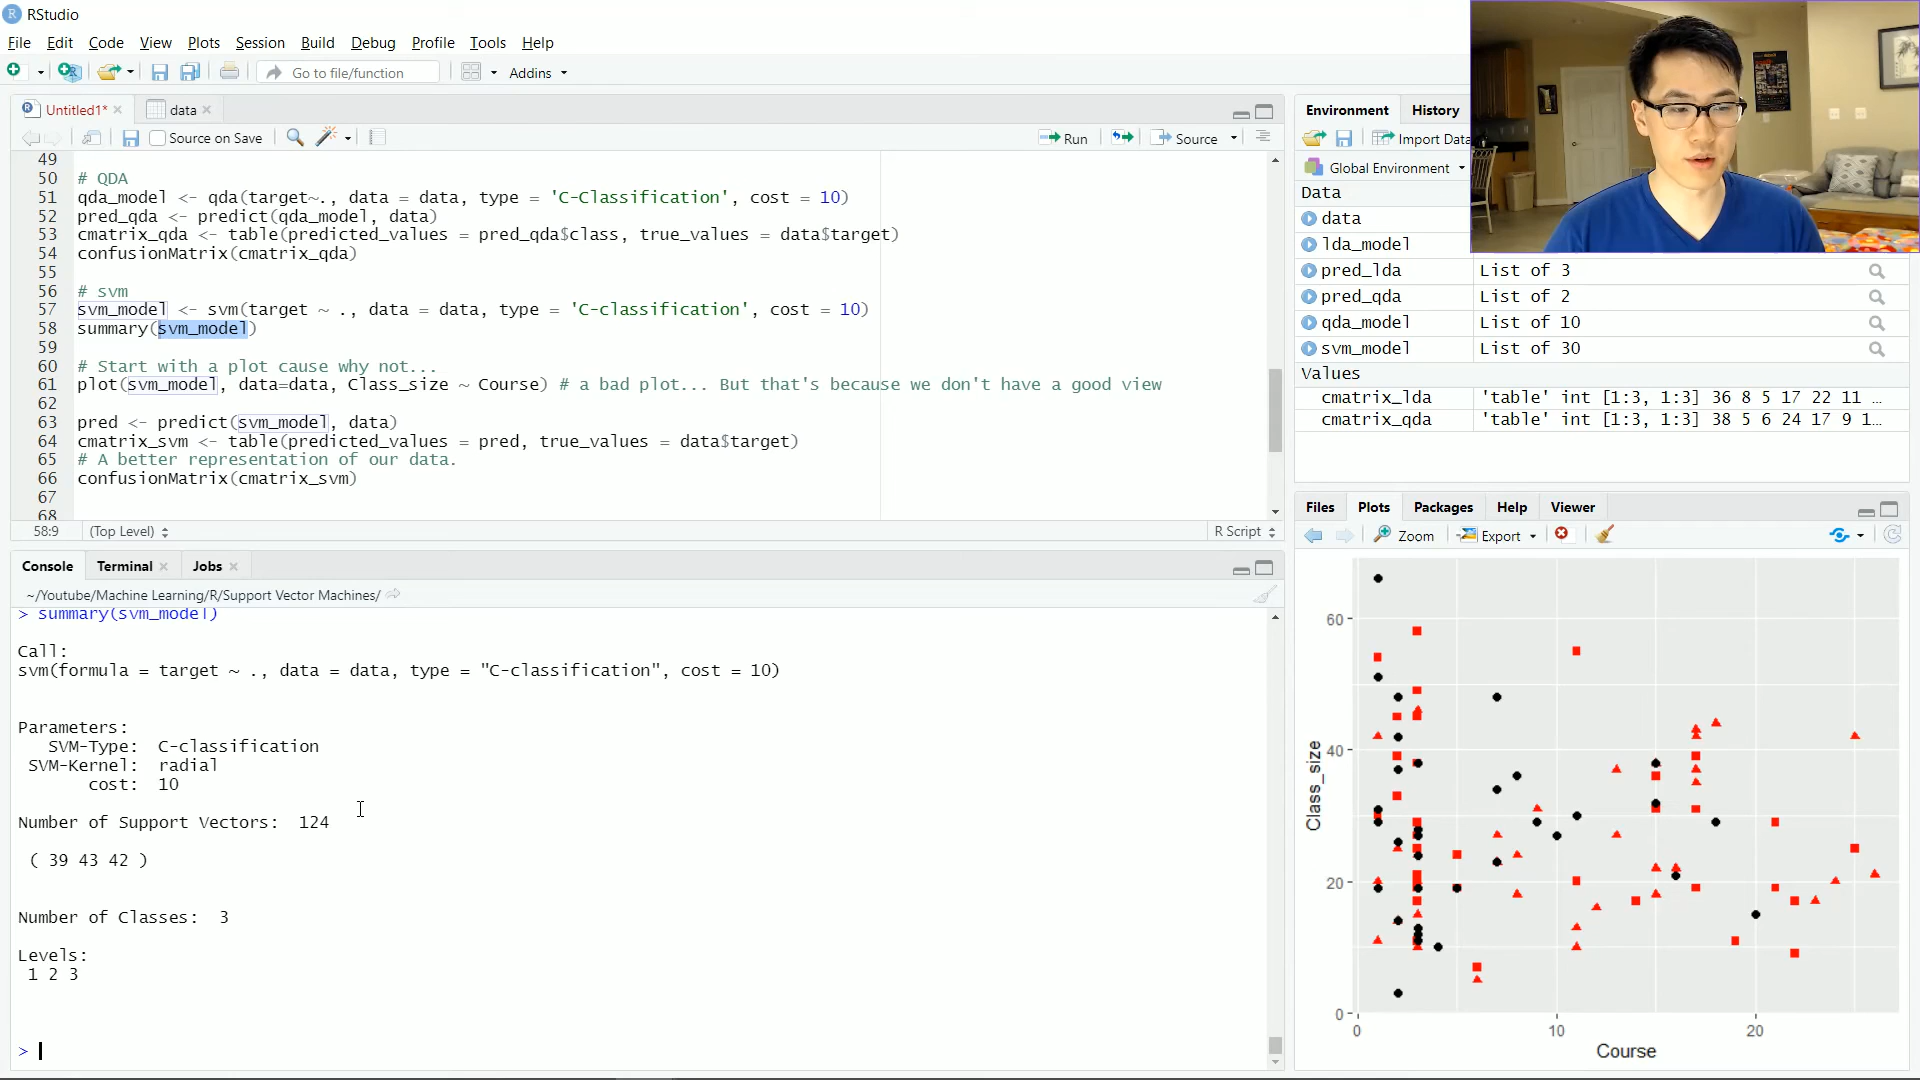 RStudio
File Edit Code View Plots Session Build Debug Profile Tools Help
Go to file/function Addins
Untitled1* data
Source on Save Run Source
49
50 # QDA
51 qda_model <- qda(target~., data = data, type = 'C-Classification', cost = 10)
52 pred_qda <- predict(qda_model, data)
53 cmatrix_qda <- table(predicted_values = pred_qda$class, true_values = data$target)
54 confusionMatrix(cmatrix_qda)
55
56 # svm
57 svm_model <- svm(target ~ ., data = data, type = 'C-classification', cost = 10)
58 summary(svm_model)
59
60 # Start with a plot cause why not...
61 plot(svm_model, data=data, Class_size ~ Course) # a bad plot... But that's because we don't have a good view
62
63 pred <- predict(svm_model, data)
64 cmatrix_svm <- table(predicted_values = pred, true_values = data$target)
65 # A better representation of our data.
66 confusionMatrix(cmatrix_svm)
67
68
58:9 (Top Level) R Script
Console Terminal Jobs
~/Youtube/Machine Learning/R/Support Vector Machines/
> summary(svm_model)
Call:
svm(formula = target ~ ., data = data, type = "C-classification", cost = 10)
Parameters:
SVM-Type: C-classification
SVM-Kernel: radial
cost: 10
Number of Support Vectors: 124
( 39 43 42 )
Number of Classes: 3
Levels:
1 2 3
>
Environment History
Import Data
Global Environment
Data
data
lda_model
pred_lda List of 3
pred_qda List of 2
qda_model List of 10
svm_model List of 30
Values
cmatrix_lda 'table' int [1:3, 1:3] 36 8 5 17 22 11 …
cmatrix_qda 'table' int [1:3, 1:3] 38 5 6 24 17 9 1…
Files Plots Packages Help Viewer
Zoom Export
60
40
20
0
Class_size
0 10 20
Course